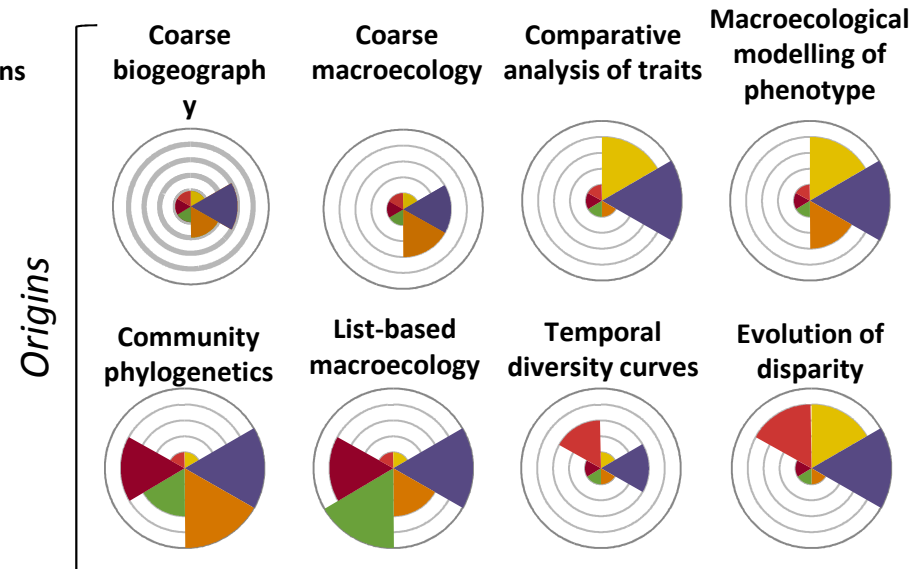 ns
Origins
Coarse
biogeograph
y
Coarse
macroecology
Comparative
analysis of traits
Macroecological
modelling of
phenotype
Community
phylogenetics
List-based
macroecology
Temporal
diversity curves
Evolution of
disparity